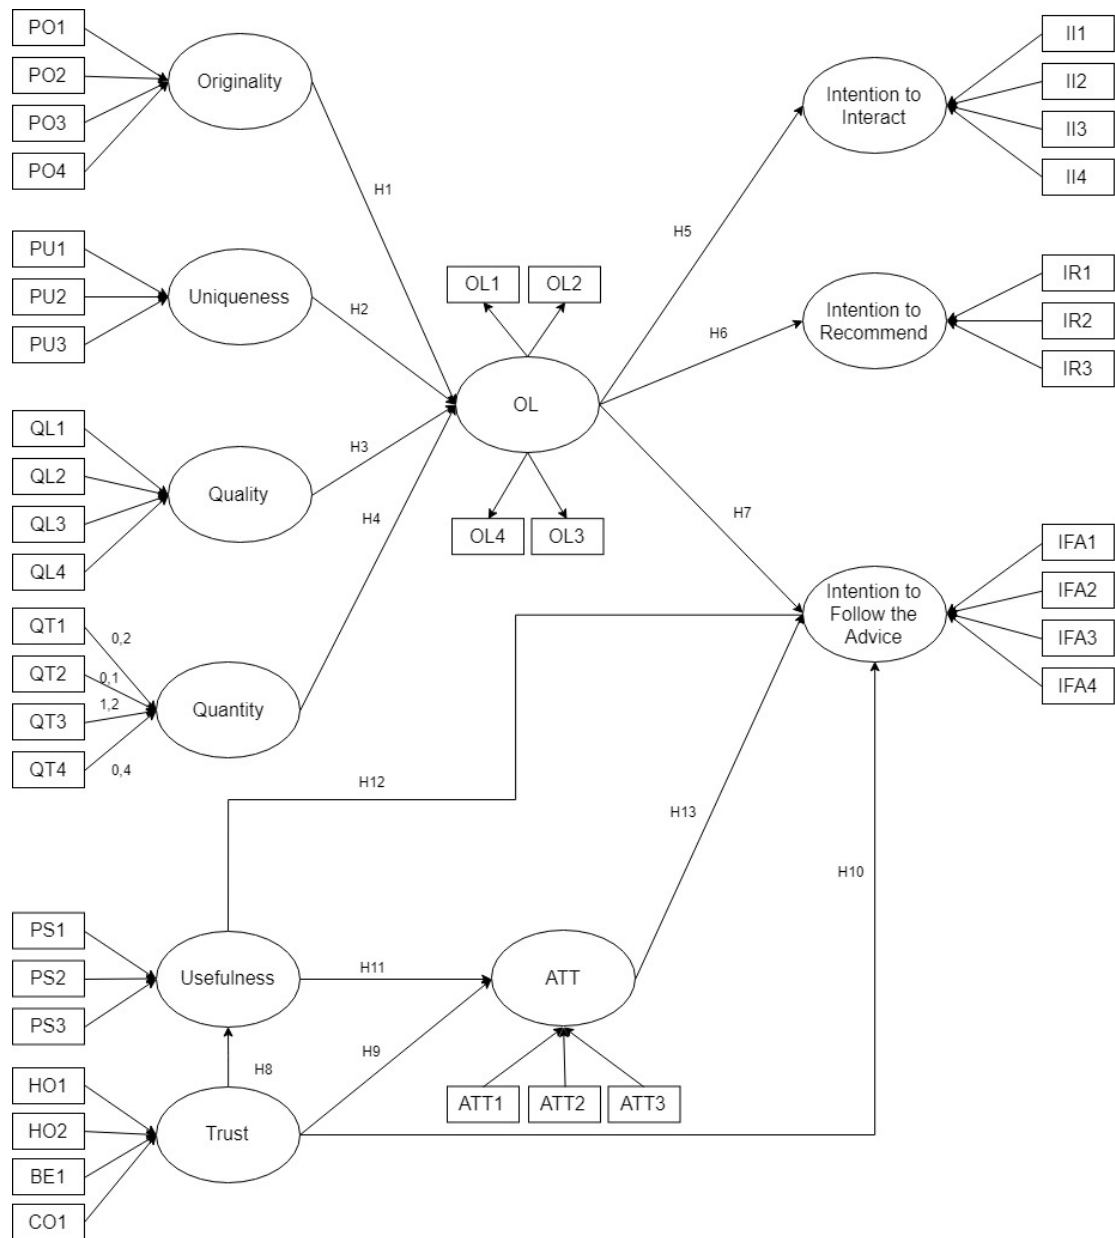 PO1
PO2
PO3
PO4
Originality
H1
PU1
PU2
PU3
Uniqueness
H2
QL1
QL2
QL3
QL4
Quality
H3
QT1
QT2
QT3
QT4
0,2
0,1
1,2
0,4
Quantity
H4
OL1
OL2
OL
OL4
OL3
H5
Intention to
Interact
II1
II2
II3
II4
H6
Intention to
Recommend
IR1
IR2
IR3
H7
Intention to
Follow the
Advice
IFA1
IFA2
IFA3
IFA4
H12
H13
H10
PS1
PS2
PS3
Usefulness
H11
ATT
H8
H9
ATT1
ATT2
ATT3
HO1
HO2
BE1
CO1
Trust